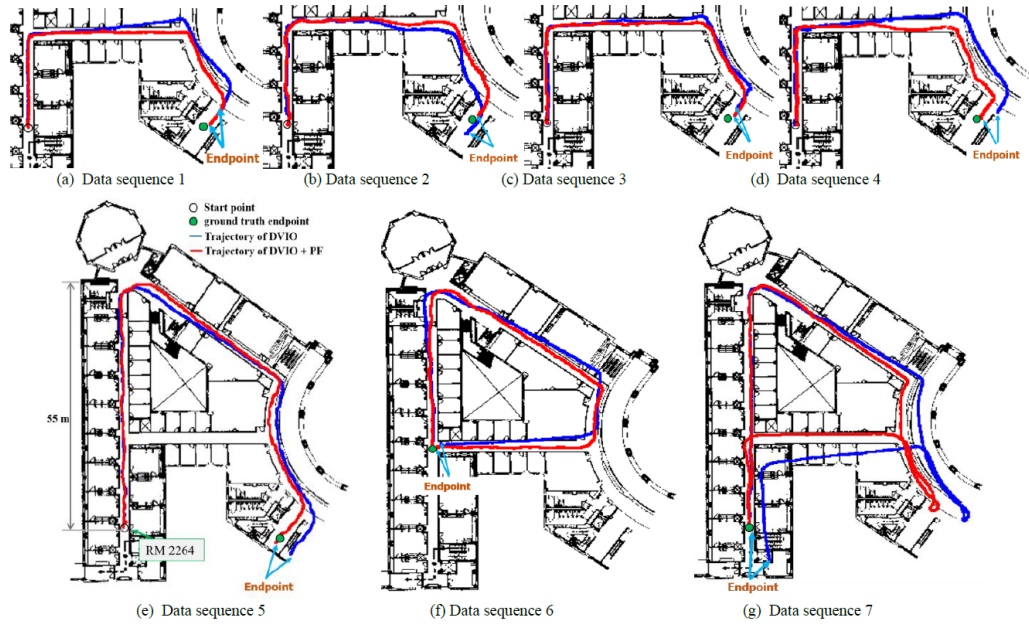 Endpoint
Endpoint
Endpoint
Endpoint
(a) Data sequence 1
(b) Data sequence 2
(c) Data sequence 3
(d) Data sequence 4
Start point
ground truth endpoint
Trajectory of DVIO
Trajectory of DVIO + PF
55 m
RM 2264
Endpoint
Endpoint
Endpoint
(e) Data sequence 5
(f) Data sequence 6
(g) Data sequence 7